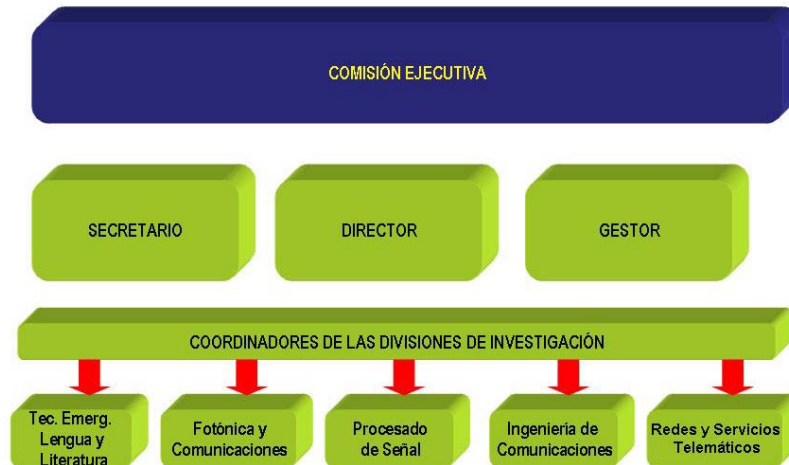 COMISIÓN EJECUTIVA
SECRETARIO
DIRECTOR
GESTOR
COORDINADORES DE LAS DIVISIONES DE INVESTIGACIÓN
Tec. Emerg.
Lengua y
Literatura
Fotónica y
Comunicaciones
Procesado
de Señal
Ingeniería de
Comunicaciones
Redes y Servicios
Telemáticos